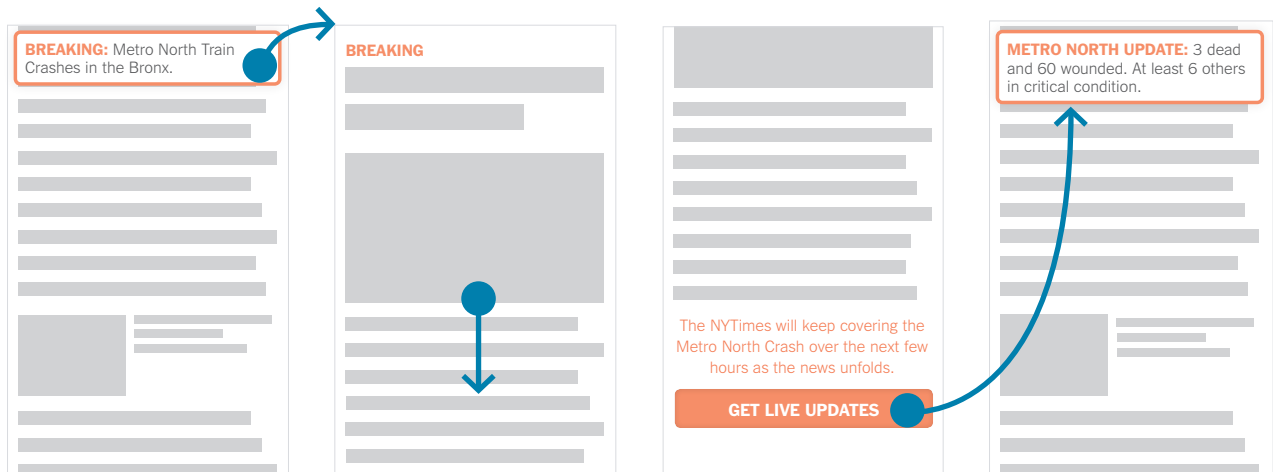 BREAKING: Metro North Train
Crashes in the Bronx.
BREAKING
The NYTimes will keep covering the
Metro North Crash over the next few
hours as the news unfolds.
GET LIVE UPDATES
METRO NORTH UPDATE: 3 dead
and 60 wounded. At least 6 others
in critical condition.